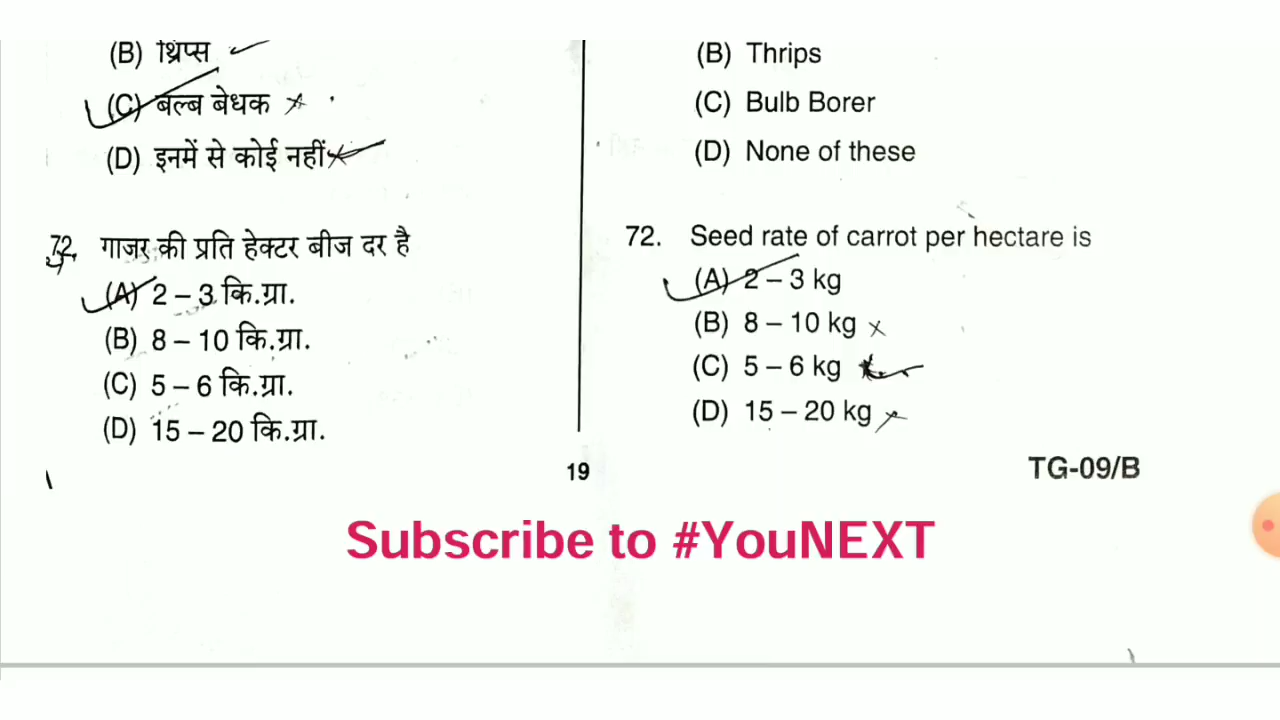 (B) थ्रिप्स
(C) बल्ब बेधक
(D) इनमें से कोई नहीं
72. गाजर की प्रति हेक्टर बीज दर है
(A) 2 – 3 कि.ग्रा.
(B) 8 – 10 कि.ग्रा.
(C) 5 – 6 कि.ग्रा.
(D) 15 – 20 कि.ग्रा.
(B) Thrips
(C) Bulb Borer
(D) None of these
72. Seed rate of carrot per hectare is
(A) 2 – 3 kg
(B) 8 – 10 kg
(C) 5 – 6 kg
(D) 15 – 20 kg
19
TG-09/B
Subscribe to #YouNEXT